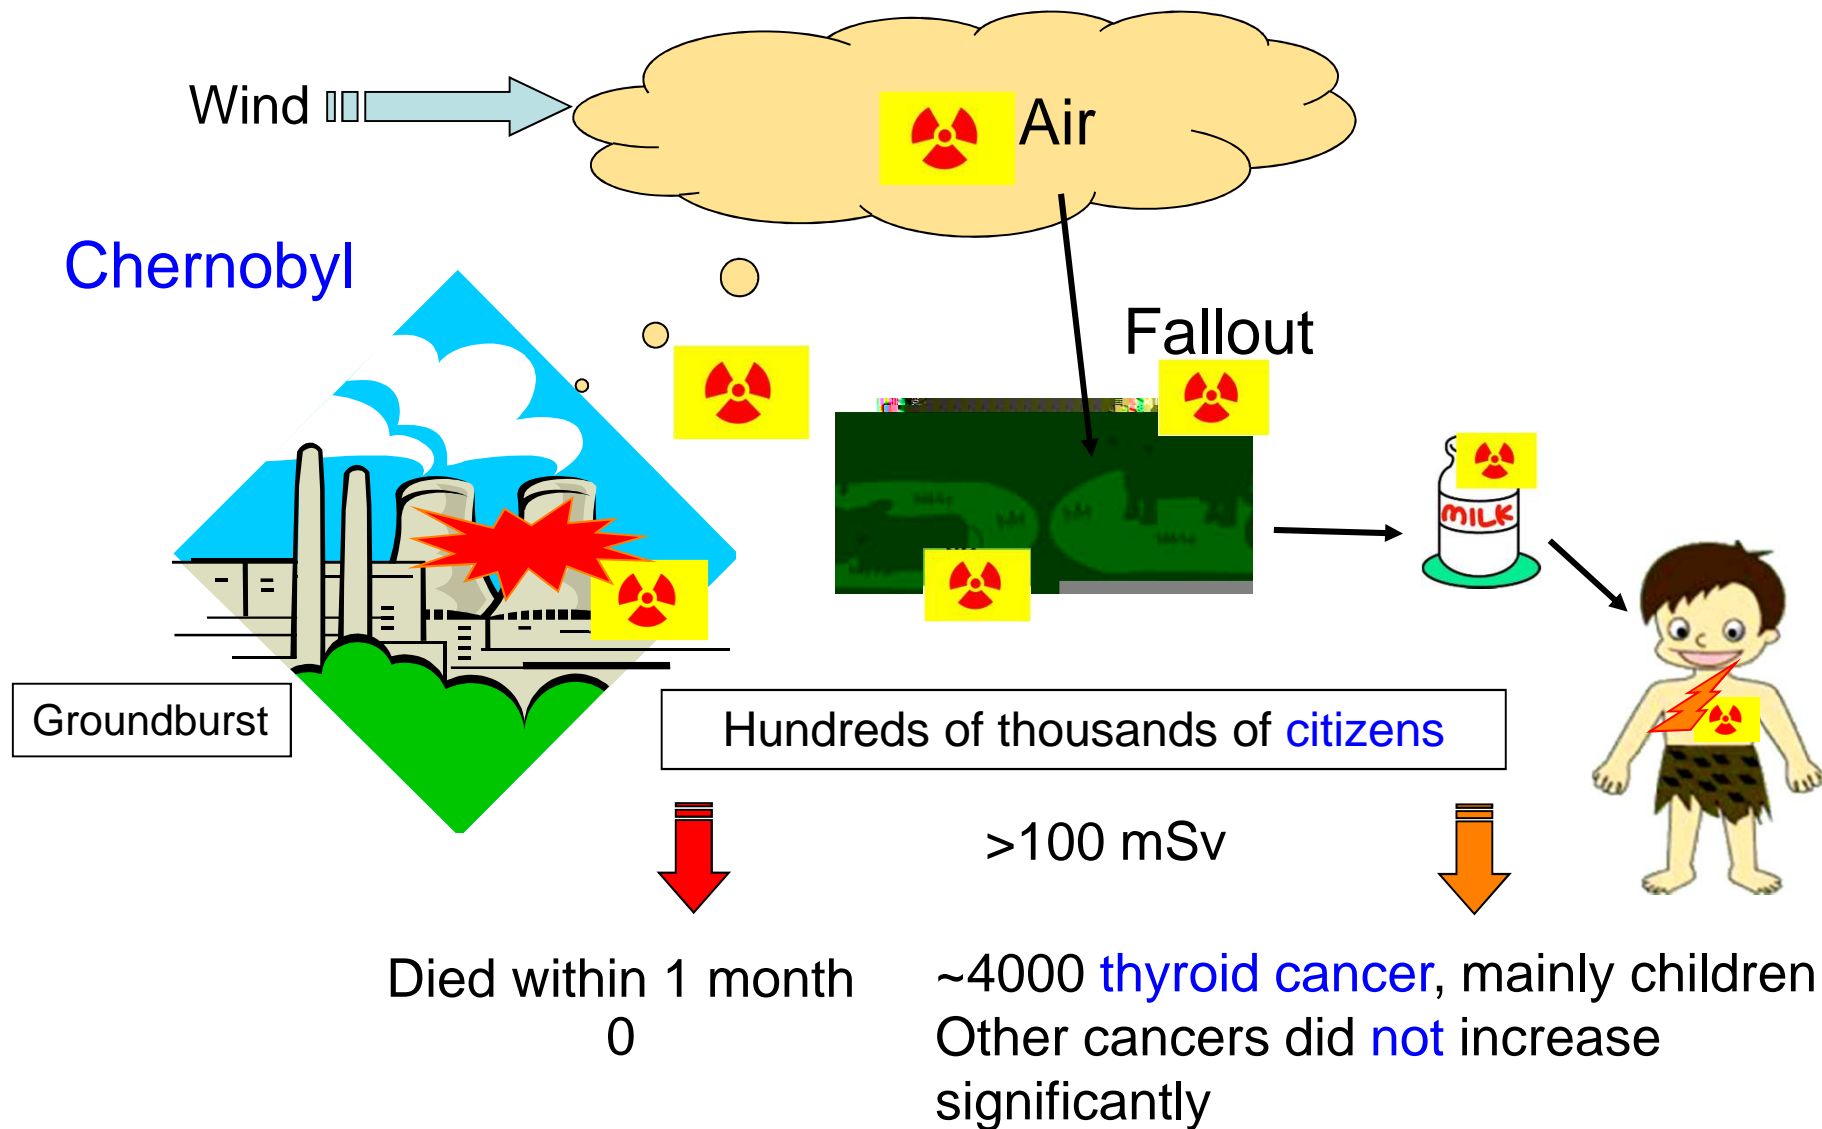 Wind
Air
Chernobyl
Fallout
MILK
Groundburst
Hundreds of thousands of citizens
>100 mSv
Died within 1 month
0
~4000 thyroid cancer, mainly children
Other cancers did not increase
significantly